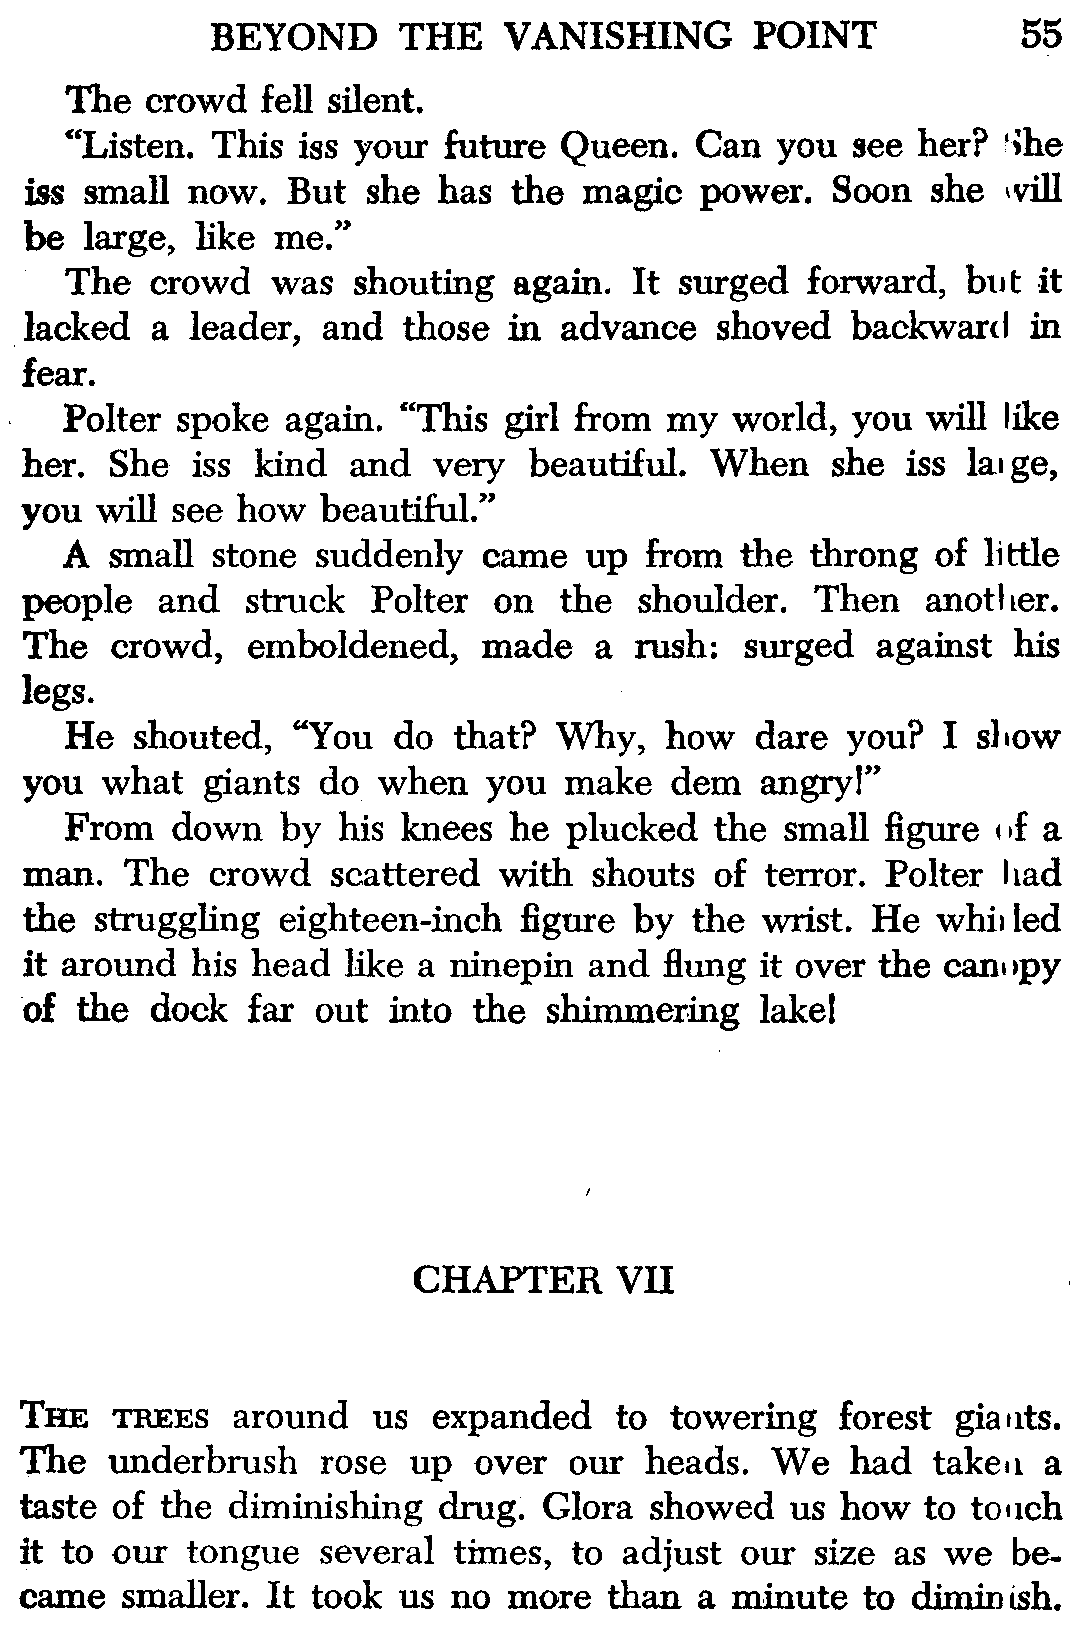 BEYOND THE VANISHING POINT 55
The crowd fell silent.
“Listen. This iss your future Queen. Can you see her? She
iss small now. But she has the magic power. Soon she will
be large, like me.”
The crowd was shouting again. It surged forward, but it
lacked a leader, and those in advance shoved backward in
fear.
Polter spoke again. “This girl from my world, you will like
her. She iss kind and very beautiful. When she iss large,
you will see how beautiful.”
A small stone suddenly came up from the throng of little
people and struck Polter on the shoulder. Then another.
The crowd, emboldened, made a rush: surged against his
legs.
He shouted, “You do that? Why, how dare you? I show
you what giants do when you make dem angry!”
From down by his knees he plucked the small figure of a
man. The crowd scattered with shouts of terror. Polter had
the struggling eighteen-inch figure by the wrist. He whirled
it around his head like a ninepin and flung it over the canopy
of the dock far out into the shimmering lake!
CHAPTER VII
THE TREES around us expanded to towering forest giants.
The underbrush rose up over our heads. We had taken a
taste of the diminishing drug. Glora showed us how to touch
it to our tongue several times, to adjust our size as we be-
came smaller. It took us no more than a minute to diminish.